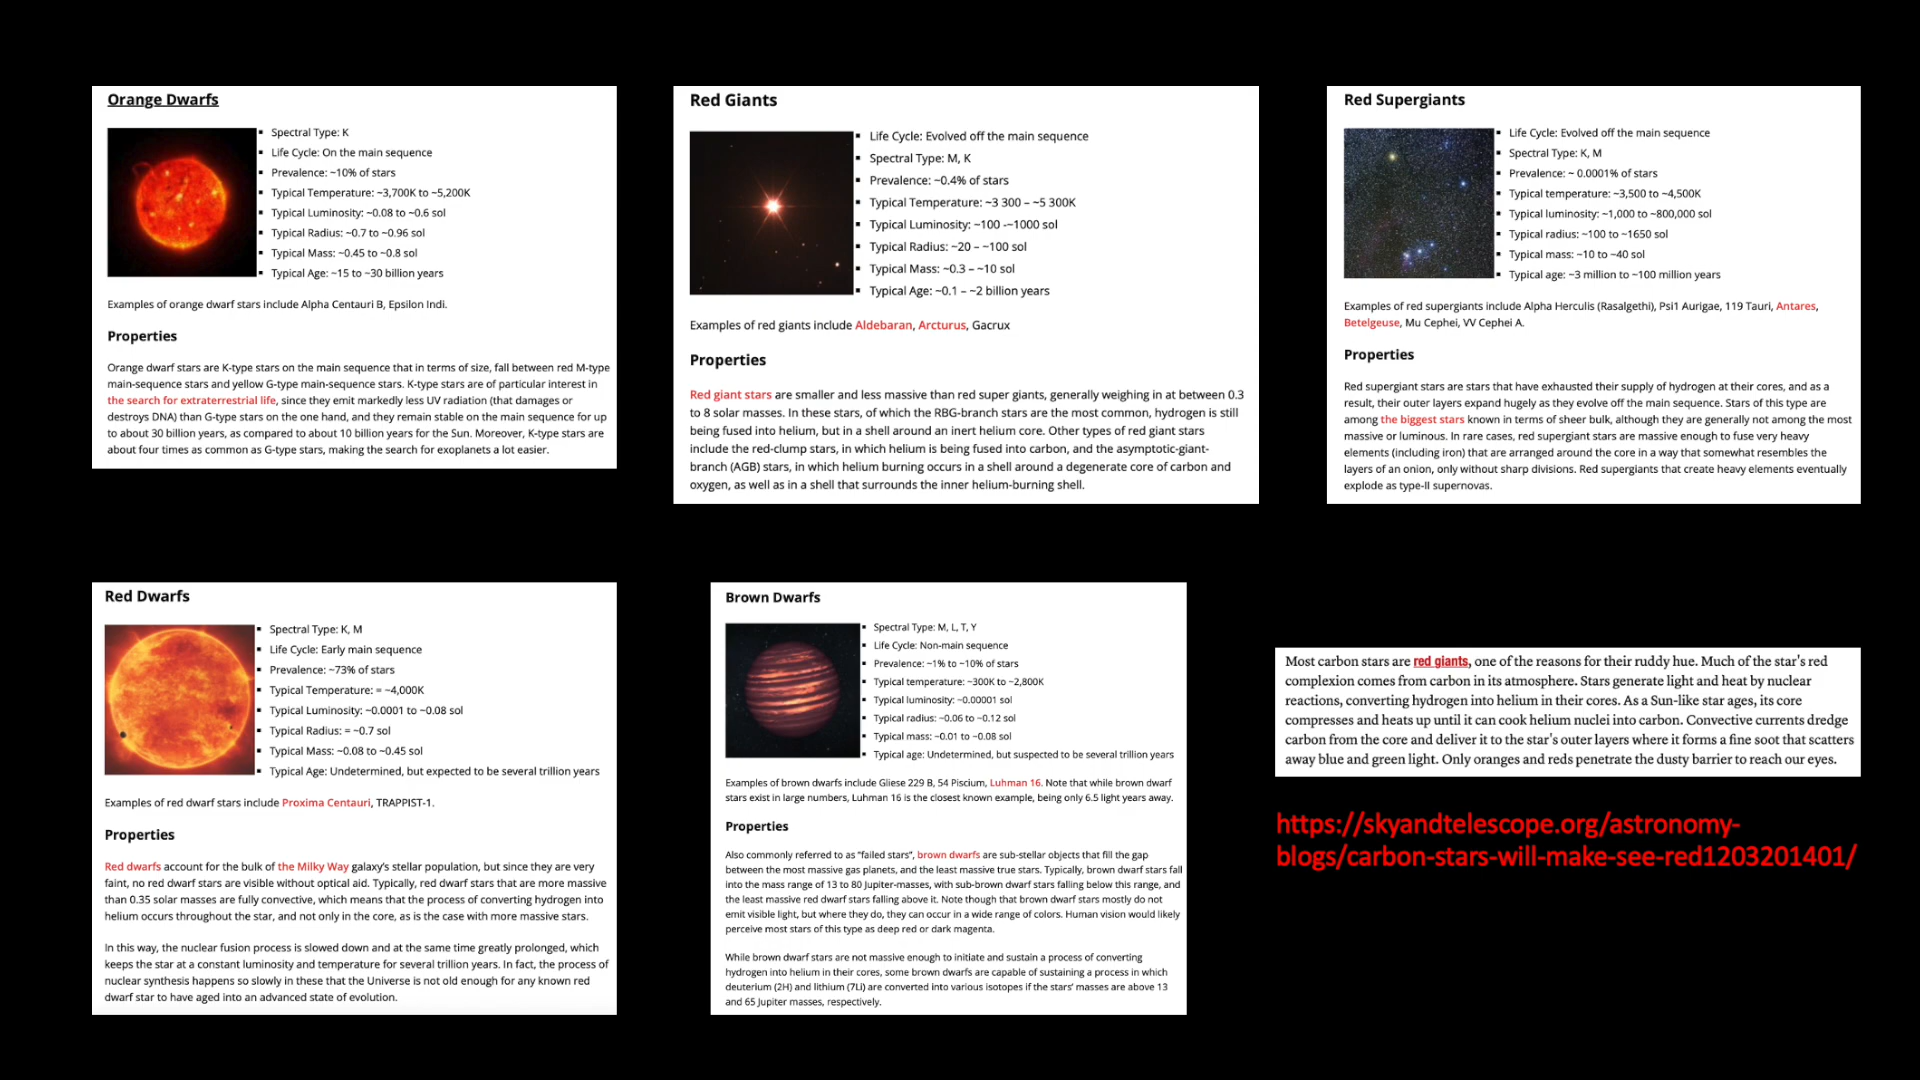 Orange Dwarfs
Spectral Type: K
Life Cycle: On the main sequence
Prevalence: ~10% of stars
Typical Temperature: ~3,700K to ~5,200K
Typical Luminosity: ~0.08 to ~0.6 sol
Typical Radius: ~0.7 to ~0.96 sol
Typical Mass: ~0.45 to ~0.8 sol
Typical Age: ~15 to ~30 billion years
Examples of orange dwarf stars include Alpha Centauri B, Epsilon Indi.
Properties
Orange dwarf stars are K-type stars on the main sequence that in terms of size, fall between red M-type
main-sequence stars and yellow G-type main-sequence stars. K-type stars are of particular interest in
the search for extraterrestrial life, since they emit markedly less UV radiation (that damages or
destroys DNA) than G-type stars on the one hand, and they remain stable on the main sequence for up
to about 30 billion years, as compared to about 10 billion years for the Sun. Moreover, K-type stars are
about four times as common as G-type stars, making the search for exoplanets a lot easier.
Red Giants
Life Cycle: Evolved off the main sequence
Spectral Type: M, K
Prevalence: ~0.4% of stars
Typical Temperature: ~3 300 – ~5 300K
Typical Luminosity: ~100 -~1000 sol
Typical Radius: ~20 – ~100 sol
Typical Mass: ~0.3 – ~10 sol
Typical Age: ~0.1 – ~2 billion years
Examples of red giants include Aldebaran, Arcturus, Gacrux
Properties
Red giant stars are smaller and less massive than red super giants, generally weighing in at between 0.3
to 8 solar masses. In these stars, of which the RBG-branch stars are the most common, hydrogen is still
being fused into helium, but in a shell around an inert helium core. Other types of red giant stars
include the red-clump stars, in which helium is being fused into carbon, and the asymptotic-giant-
branch (AGB) stars, in which helium burning occurs in a shell around a degenerate core of carbon and
oxygen, as well as in a shell that surrounds the inner helium-burning shell.
Red Supergiants
Life Cycle: Evolved off the main sequence
Spectral Type: K, M
Prevalence: ~ 0.0001% of stars
Typical temperature: ~3,500 to ~4,500K
Typical luminosity: ~1,000 to ~800,000 sol
Typical radius: ~100 to ~1650 sol
Typical mass: ~10 to ~40 sol
Typical age: ~3 million to ~100 million years
Examples of red supergiants include Alpha Herculis (Rasalgethi), Psi1 Aurigae, 119 Tauri, Antares,
Betelgeuse, Mu Cephei, VV Cephei A.
Properties
Red supergiant stars are stars that have exhausted their supply of hydrogen at their cores, and as a
result, their outer layers expand hugely as they evolve off the main sequence. Stars of this type are
among the biggest stars known in terms of sheer bulk, although they are generally not among the most
massive or luminous. In rare cases, red supergiant stars are massive enough to fuse very heavy
elements (including iron) that are arranged around the core in a way that somewhat resembles the
layers of an onion, only without sharp divisions. Red supergiants that create heavy elements eventually
explode as type-II supernovas.
Red Dwarfs
Spectral Type: K, M
Life Cycle: Early main sequence
Prevalence: ~73% of stars
Typical Temperature: = ~4,000K
Typical Luminosity: ~0.0001 to ~0.08 sol
Typical Radius: = ~0.7 sol
Typical Mass: ~0.08 to ~0.45 sol
Typical Age: Undetermined, but expected to be several trillion years
Examples of red dwarf stars include Proxima Centauri, TRAPPIST-1.
Properties
Red dwarfs account for the bulk of the Milky Way galaxy's stellar population, but since they are very
faint, no red dwarf stars are visible without optical aid. Typically, red dwarf stars that are more massive
than 0.35 solar masses are fully convective, which means that the process of converting hydrogen into
helium occurs throughout the star, and not only in the core, as is the case with more massive stars.
In this way, the nuclear fusion process is slowed down and at the same time greatly prolonged, which
keeps the star at a constant luminosity and temperature for several trillion years. In fact, the process of
nuclear synthesis happens so slowly in these that the Universe is not old enough for any known red
dwarf star to have aged into an advanced state of evolution.
Brown Dwarfs
Spectral Type: M, L, T, Y
Life Cycle: Non-main sequence
Prevalence: ~1% to ~10% of stars
Typical temperature: ~300K to ~2,800K
Typical luminosity: ~0.00001 sol
Typical radius: ~0.06 to ~0.12 sol
Typical mass: ~0.01 to ~0.08 sol
Typical age: Undetermined, but suspected to be several trillion years
Examples of brown dwarfs include Gliese 229 B, 54 Piscium, Luhman 16. Note that while brown dwarf
stars exist in large numbers, Luhman 16 is the closest known example, being only 6.5 light years away.
Properties
Also commonly referred to as "failed stars", brown dwarfs are sub-stellar objects that fill the gap
between the most massive gas planets, and the least massive true stars. Typically, brown dwarf stars fall
into the mass range of 13 to 80 Jupiter-masses, with sub-brown dwarf stars falling below this range, and
the least massive red dwarf stars falling above it. Note though that brown dwarf stars mostly do not
emit visible light, but where they do, they can occur in a wide range of colors. Human vision would likely
perceive most stars of this type as deep red or dark magenta.
While brown dwarf stars are not massive enough to initiate and sustain a process of converting
hydrogen into helium in their cores, some brown dwarfs are capable of sustaining a process in which
deuterium (2H) and lithium (7Li) are converted into various isotopes if the stars' masses are above 13
and 65 Jupiter masses, respectively.
Most carbon stars are red giants, one of the reasons for their ruddy hue. Much of the star's red
complexion comes from carbon in its atmosphere. Stars generate light and heat by nuclear
reactions, converting hydrogen into helium in their cores. As a Sun-like star ages, its core
compresses and heats up until it can cook helium nuclei into carbon. Convective currents dredge
carbon from the core and deliver it to the star's outer layers where it forms a fine soot that scatters
away blue and green light. Only oranges and reds penetrate the dusty barrier to reach our eyes.
https://skyandtelescope.org/astronomy-
blogs/carbon-stars-will-make-see-red1203201401/